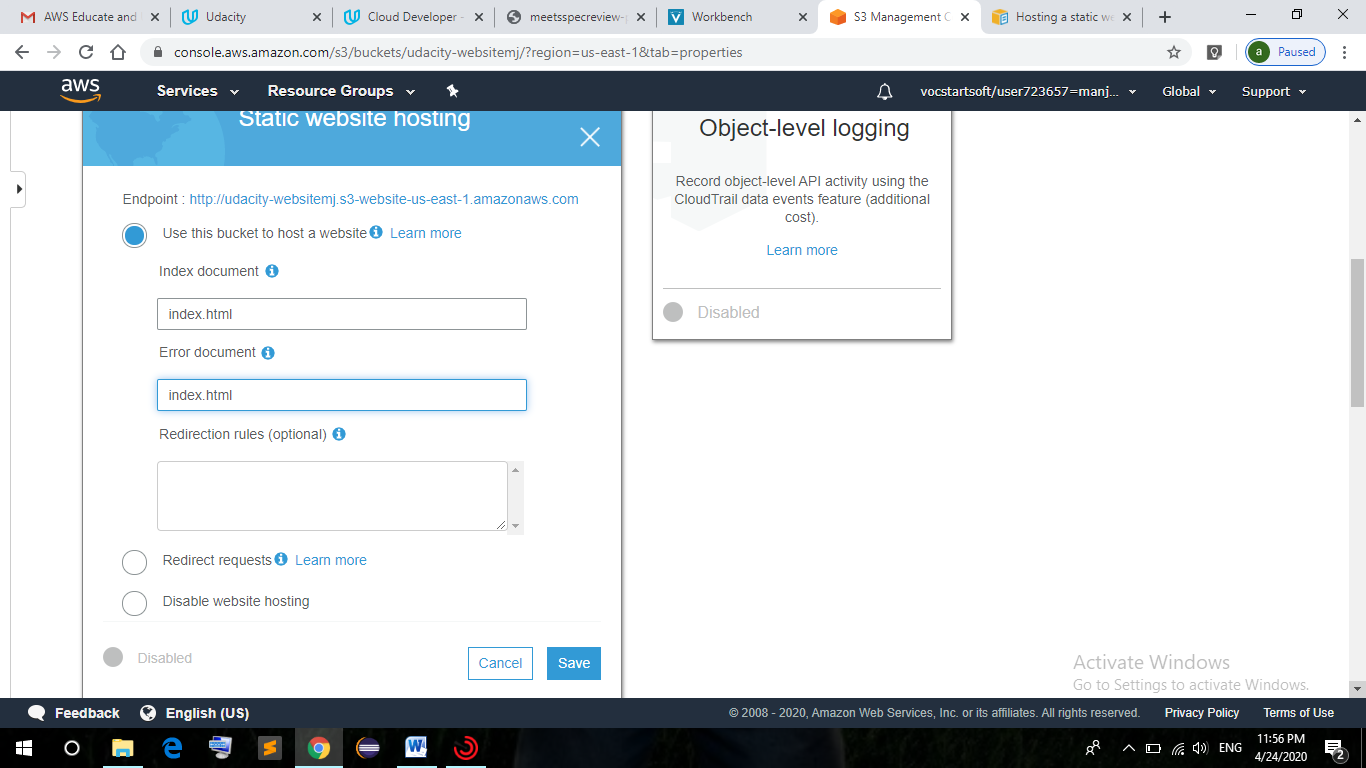 AWS Educate and
Udacity
Cloud Developer -
meetsspecreview-
Workbench
S3 Management C
Hosting a static we
console.aws.amazon.com/s3/buckets/udacity-websitemj/?region=us-east-1&tab=properties
a Paused
aws
Services
Resource Groups
vocstartsoft/user723657=manj...
Global
Support
Static website hosting
Endpoint : http://udacity-websitemj.s3-website-us-east-1.amazonaws.com
Use this bucket to host a website Learn more
Index document
index.html
Error document
index.html
Redirection rules (optional)
Redirect requests Learn more
Disable website hosting
Disabled
Cancel
Save
Object-level logging
Record object-level API activity using the
CloudTrail data events feature (additional
cost).
Learn more
Disabled
Activate Windows
Go to Settings to activate Windows.
Feedback
English (US)
© 2008 - 2020, Amazon Web Services, Inc. or its affiliates. All rights reserved.
Privacy Policy
Terms of Use
ENG
11:56 PM
4/24/2020
2